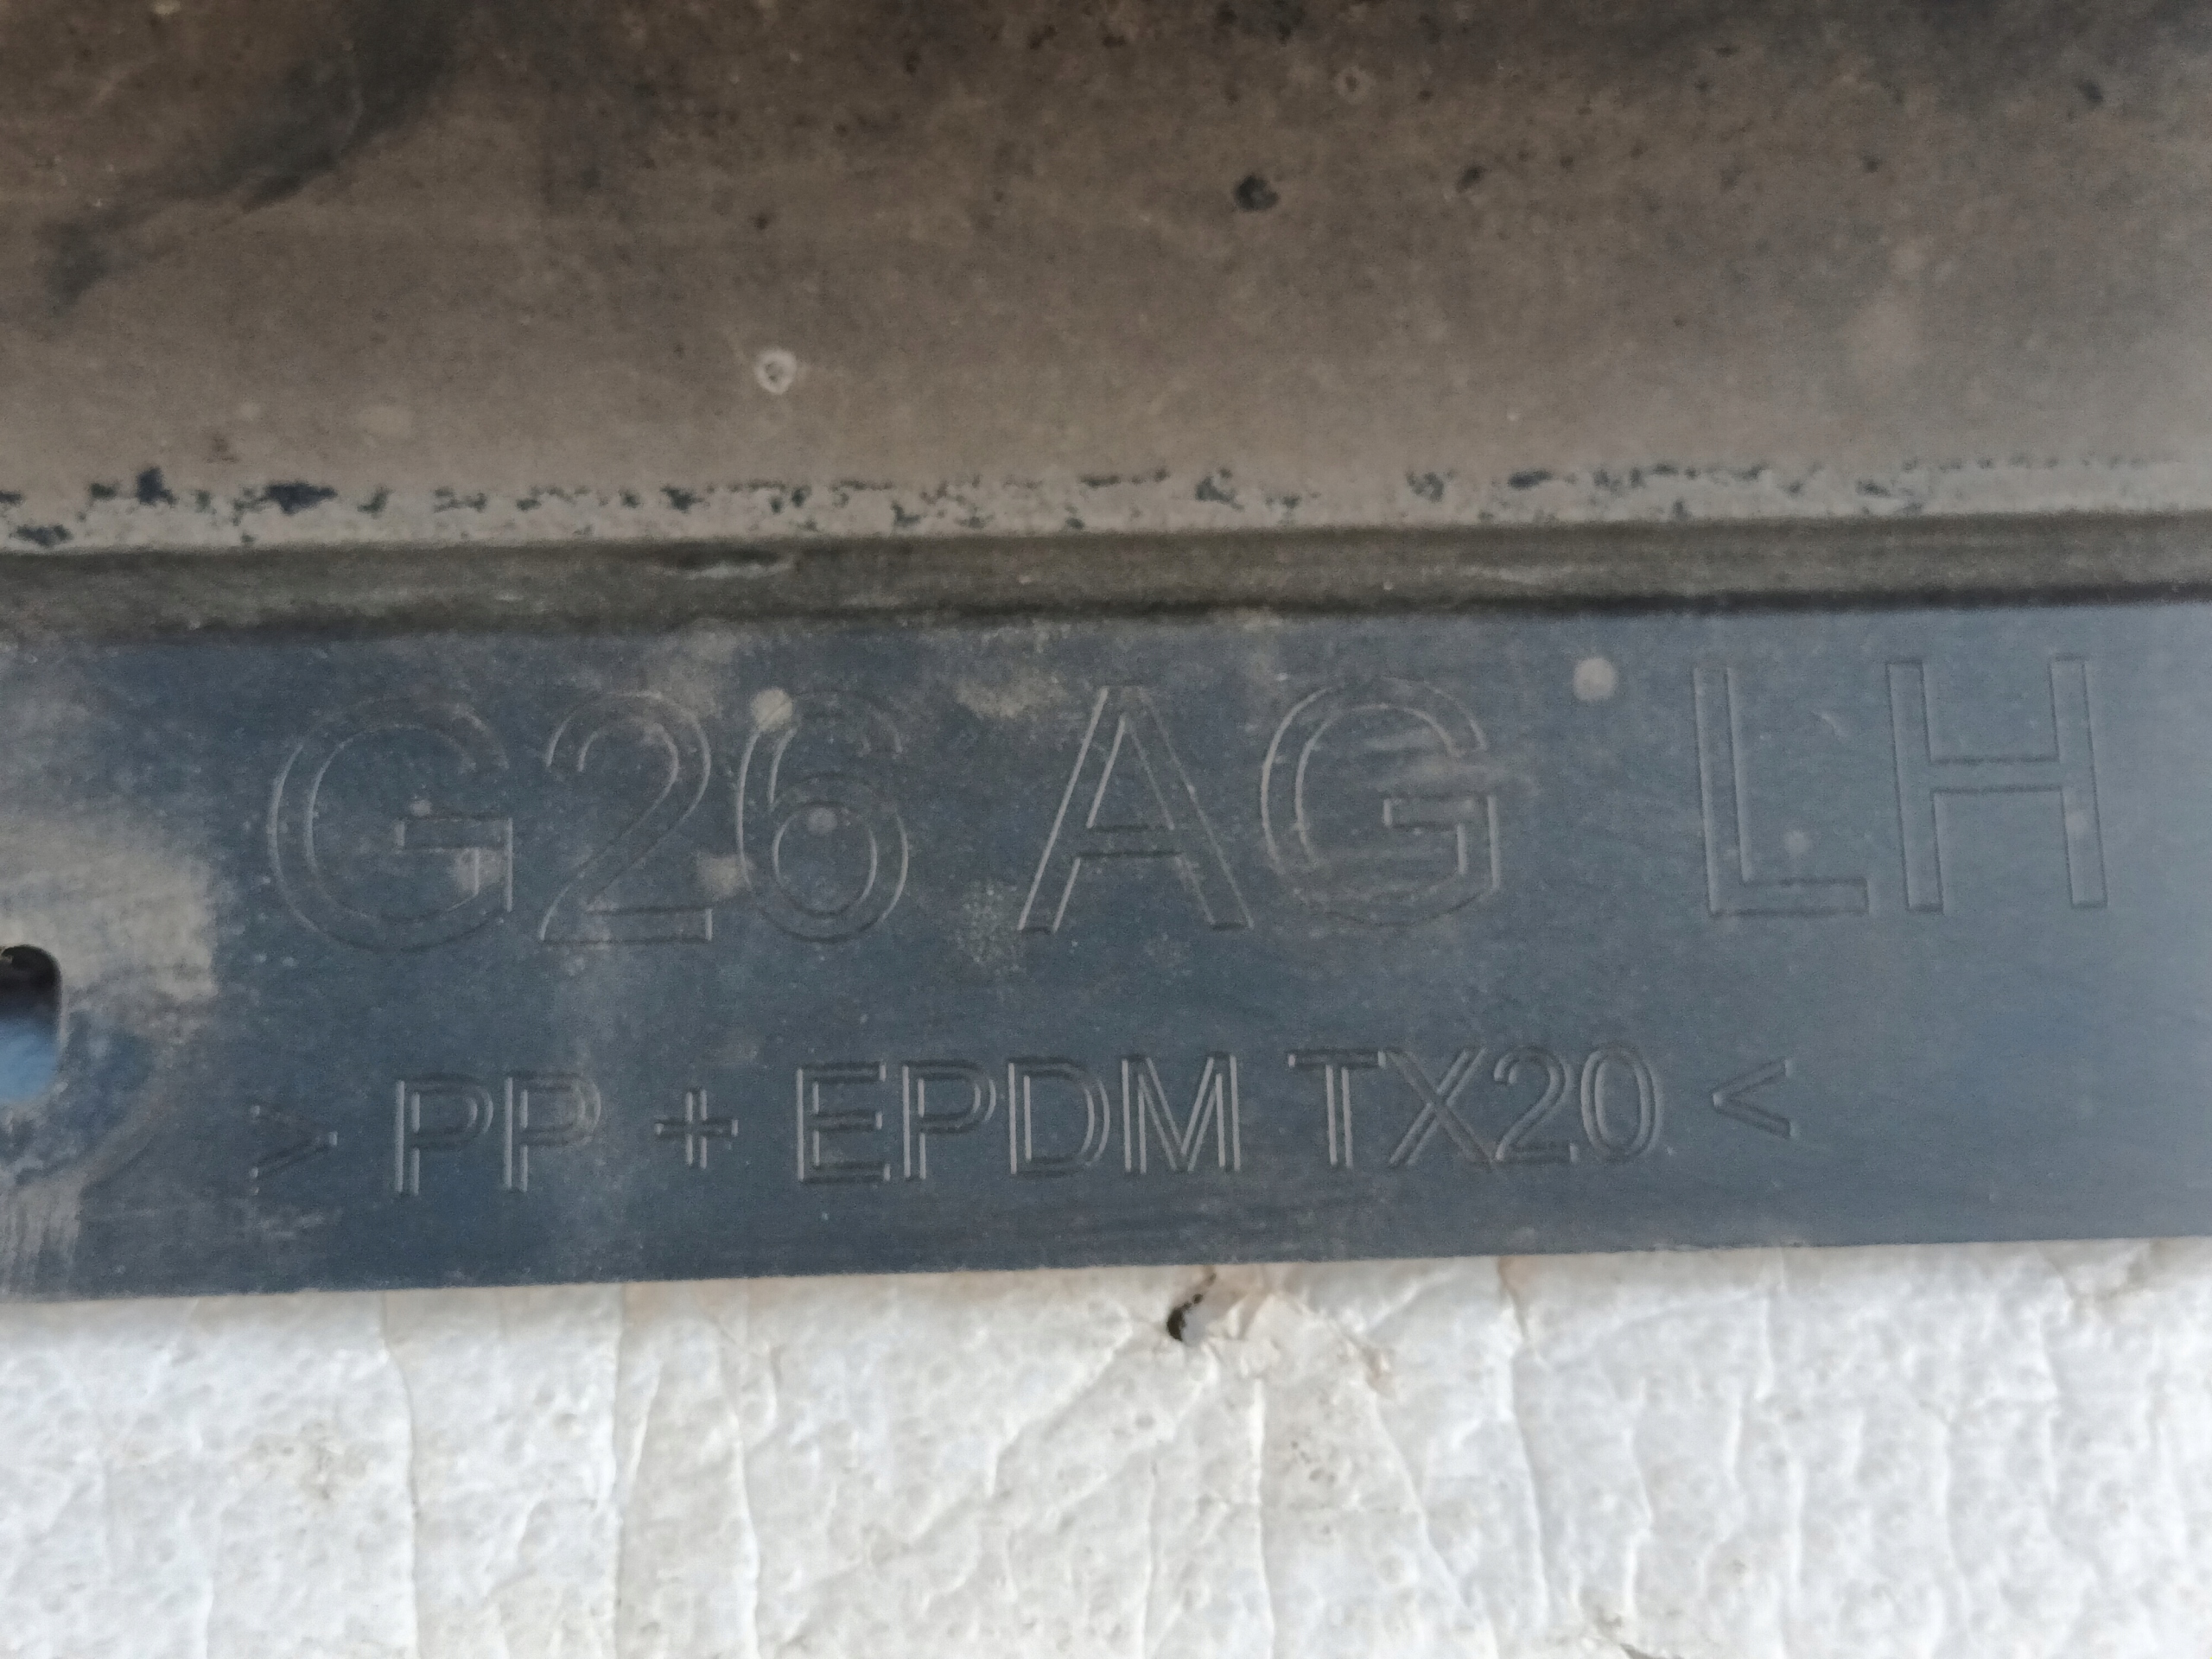 G26 AG LH
> PP + EPDM TX20 <